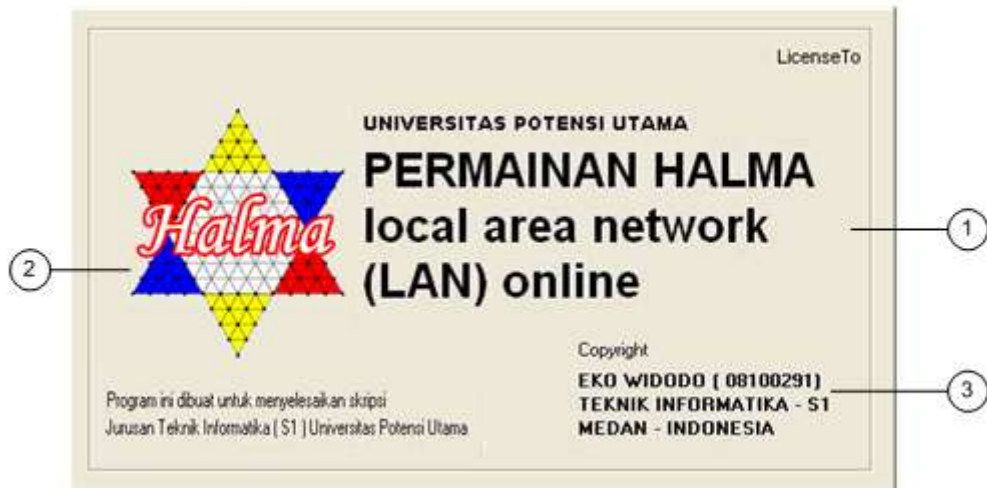 LicenseTo
UNIVERSITAS POTENSI UTAMA
PERMAINAN HALMA
local area network
(LAN) online
Halma
1
2
Copyright
EKO WIDODO ( 08100291)
TEKNIK INFORMATIKA - S1
MEDAN - INDONESIA
3
Program ini dibuat untuk menyelesaikan skripsi
Jurusan Teknik Informatika ( S1 ) Universitas Potensi Utama